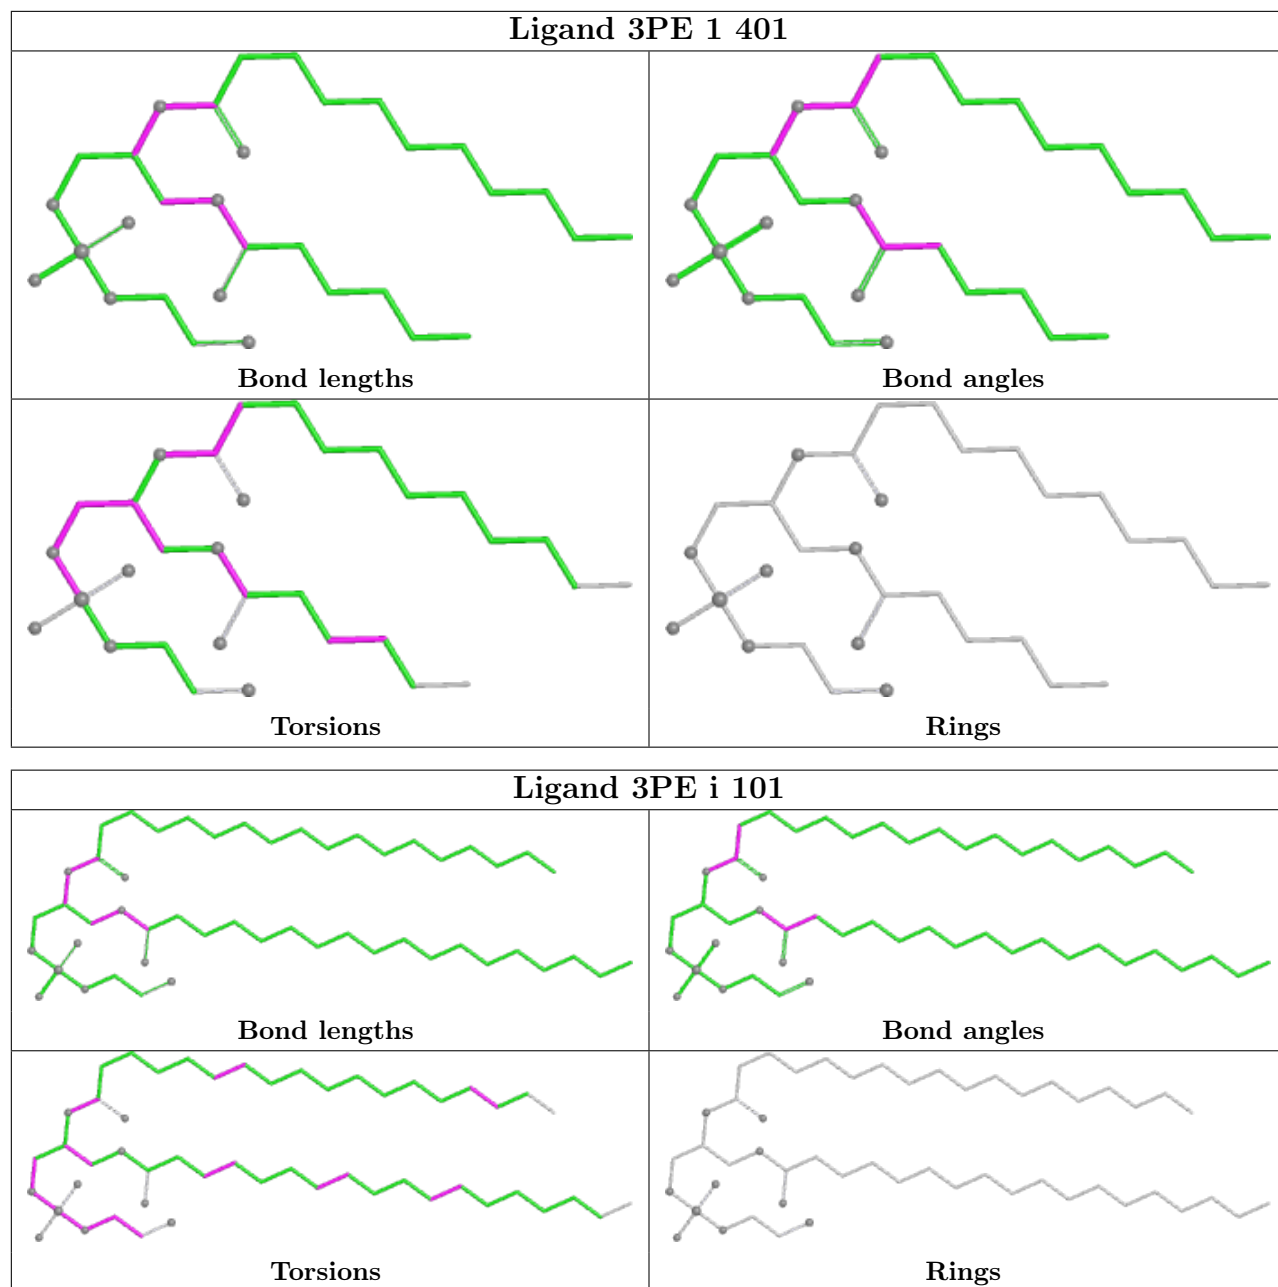 Ligand 3PE 1 401
Bond lengths
Bond angles
Torsions
Rings
Ligand 3PE i 101
Bond lengths
Bond angles
Torsions
Rings